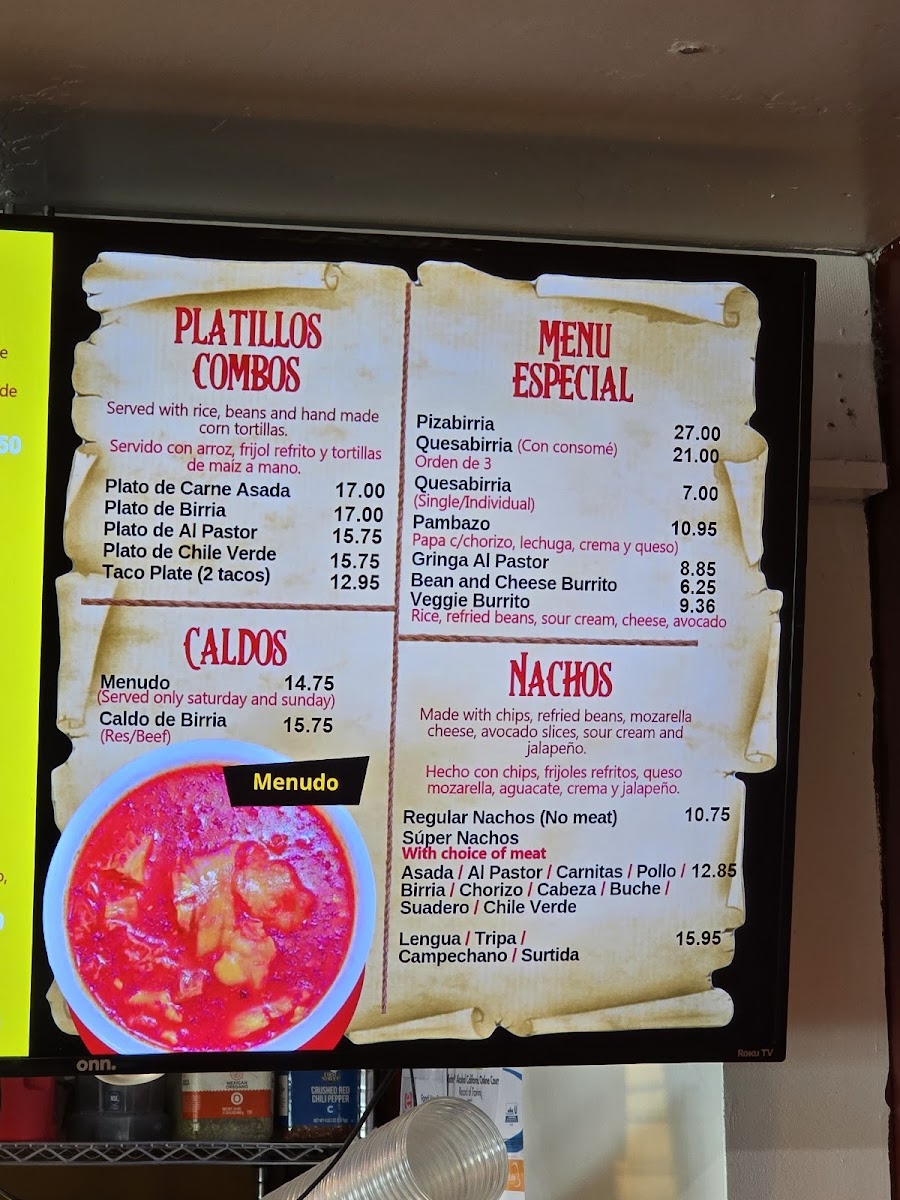 e
de
50
PLATILLOS
COMBOS
Served with rice, beans and hand made
corn tortillas.
Servido con arroz, frijol refrito y tortillas
de maíz a mano.
Plato de Carne Asada 17.00
Plato de Birria 17.00
Plato de Al Pastor 15.75
Plato de Chile Verde 15.75
Taco Plate (2 tacos) 12.95
CALDOS
Menudo 14.75
(Served only saturday and sunday)
Caldo de Birria 15.75
(Res/Beef)
Menudo
MENU
ESPECIAL
Pizabirria 27.00
Quesabirria (Con consomé) 21.00
Orden de 3
Quesabirria 7.00
(Single/Individual)
Pambazo 10.95
Papa c/chorizo, lechuga, crema y queso)
Gringa Al Pastor 8.85
Bean and Cheese Burrito 6.25
Veggie Burrito 9.36
Rice, refried beans, sour cream, cheese, avocado
NACHOS
Made with chips, refried beans, mozarella
cheese, avocado slices, sour cream and
jalapeño.
Hecho con chips, frijoles refritos, queso
mozarella, aguacate, crema y jalapeño.
Regular Nachos (No meat) 10.75
Súper Nachos
With choice of meat
Asada / Al Pastor / Carnitas / Pollo / 12.85
Birria / Chorizo / Cabeza / Buche /
Suadero / Chile Verde
Lengua / Tripa / 15.95
Campechano / Surtida
onn.
Roku TV
MEXICAN
OREGANO
CRUSHED RED
CHILI PEPPER